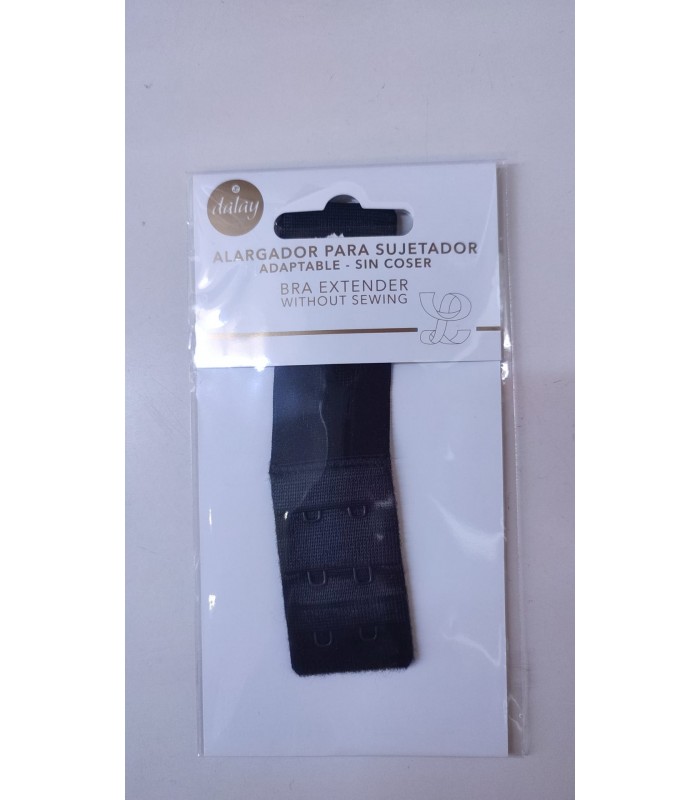 dalay
ALARGADOR PARA SUJETADOR
ADAPTABLE - SIN COSER
BRA EXTENDER
WITHOUT SEWING